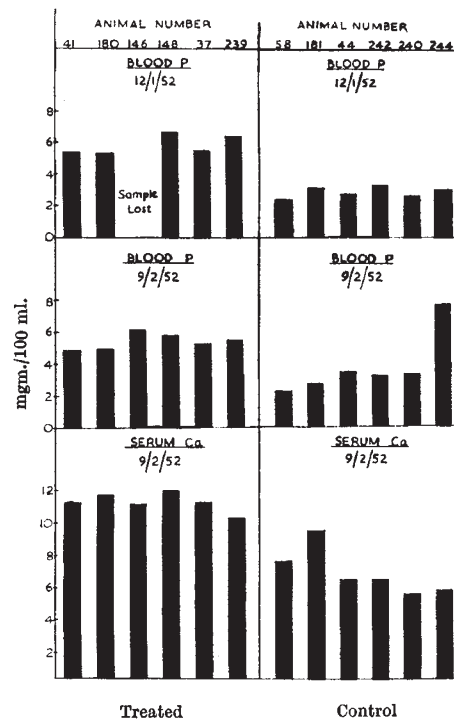 ANIMAL NUMBER
41 180 146 148 37 239
BLOOD P
12/1/52
8
6
4
2
0
Sample
Lost
ANIMAL NUMBER
58 181 44 242 240 244
BLOOD P
12/1/52
mgm./100 ml.
BLOOD P
9/2/52
8
6
4
2
0
BLOOD P
9/2/52
SERUM Ca
9/2/52
12
10
8
6
4
2
SERUM Ca
9/2/52
Treated
Control